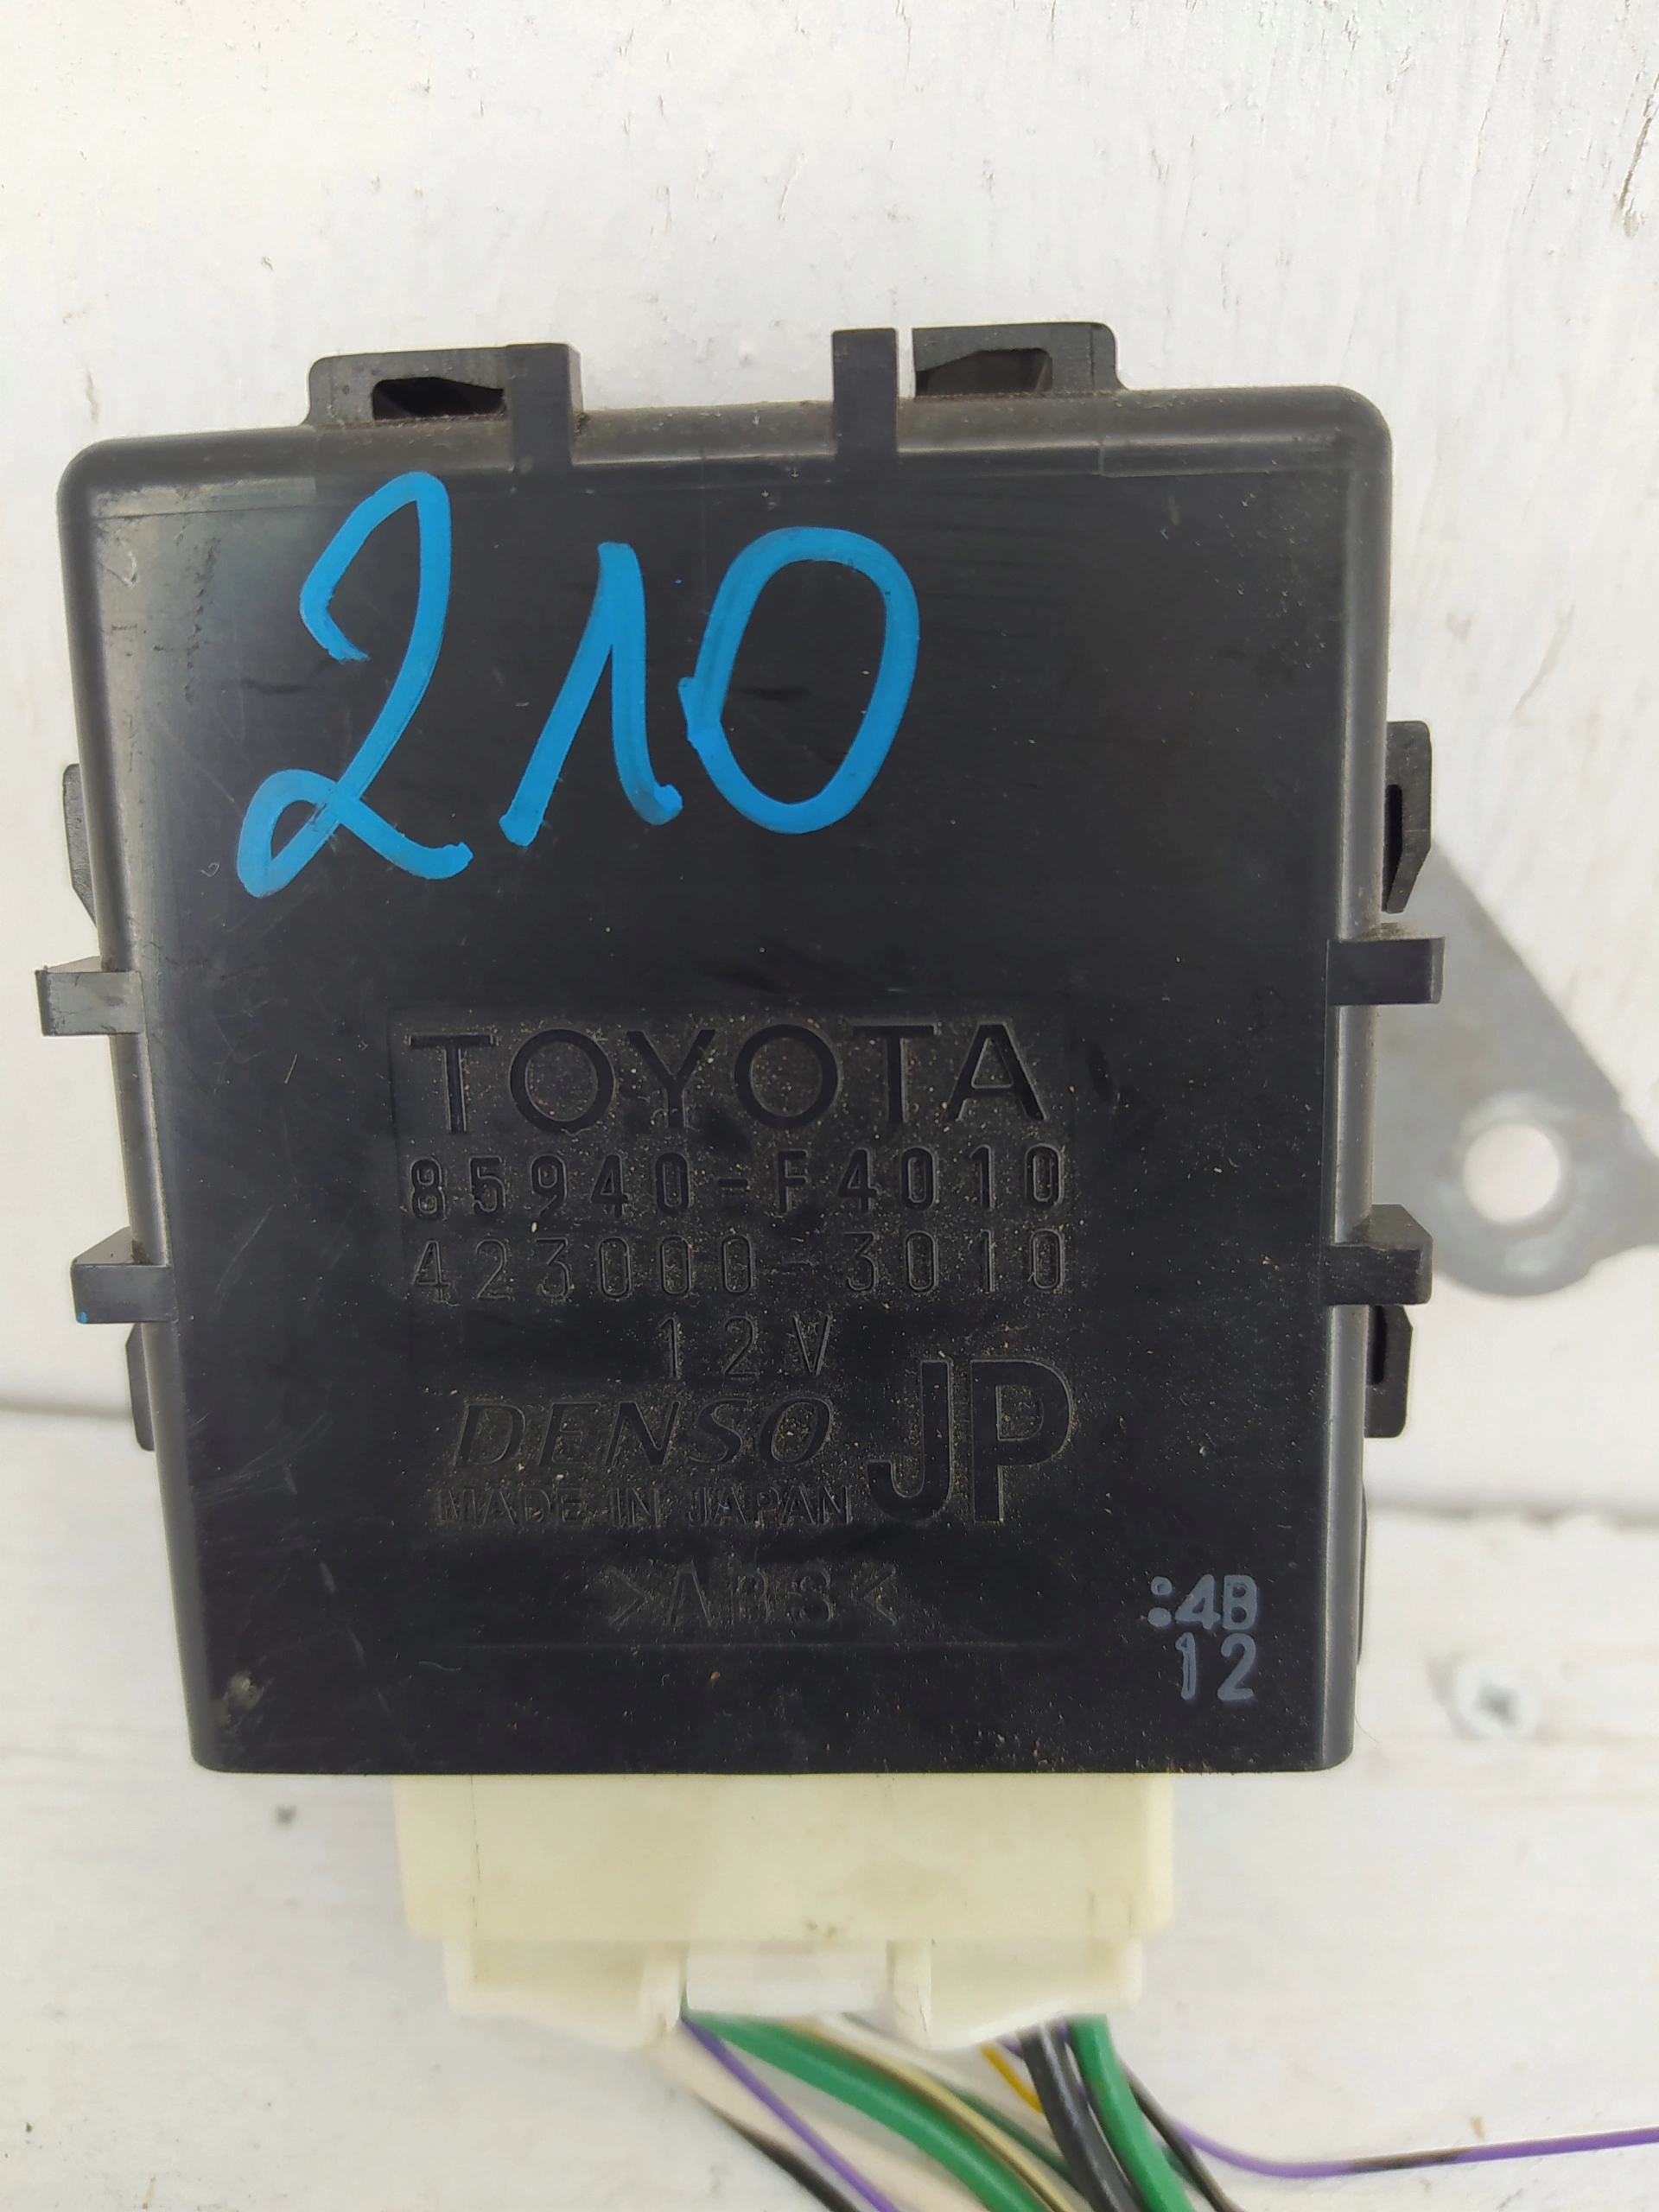 210
TOYOTA
85940-F4010
423000-3010
12V
DENSO JP
MADE IN JAPAN
>ABS<
:4B
12